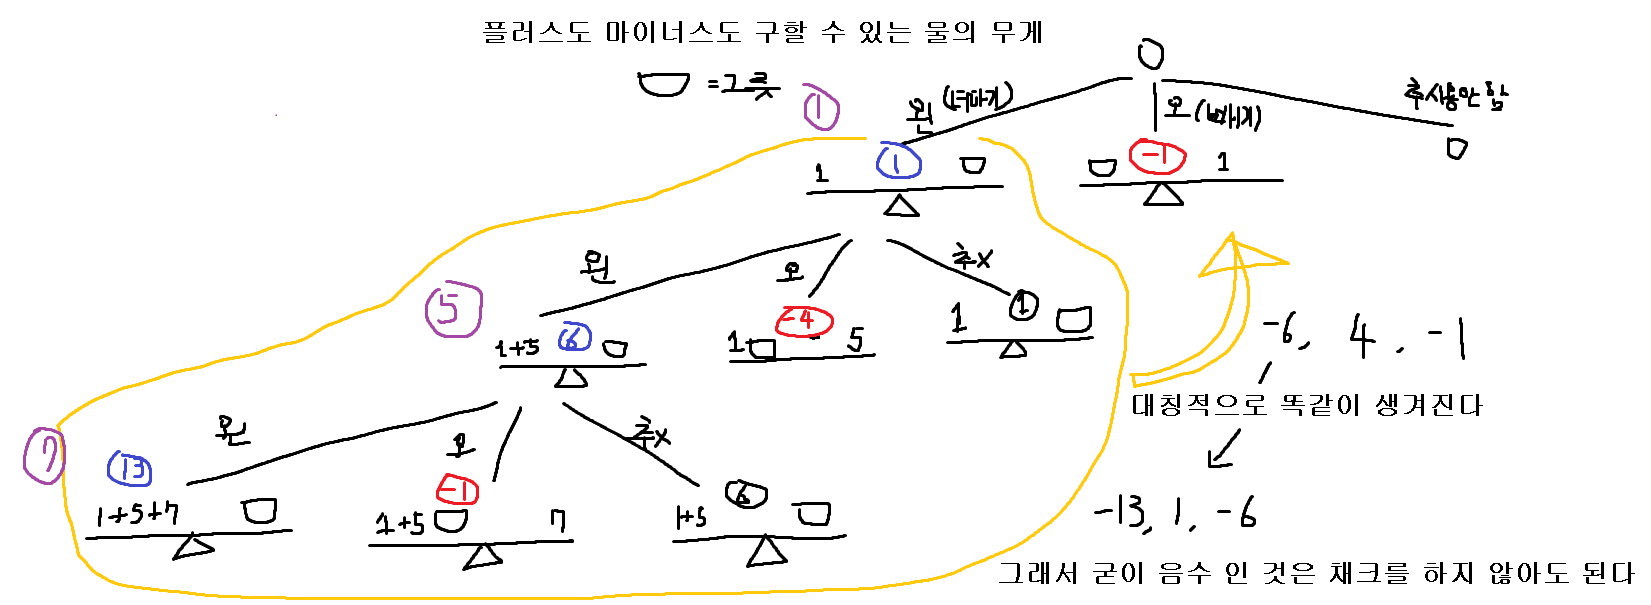 플러스도 마이너스도 구할 수 있는 물의 무게
=그릇
왼 (더하기)
오 (빼기)
추사용안함
1
1
1
-1
1
왼
오
추X
5
1+5
6
-4
1
5
1
1
-6, 4, -1
대칭적으로 똑같이 생겨진다
왼
오
추X
7
13
1+5+7
-1
1+5
7
6
1+5
-13, 1, -6
그래서 굳이 음수 인 것은 채크를 하지 않아도 된다